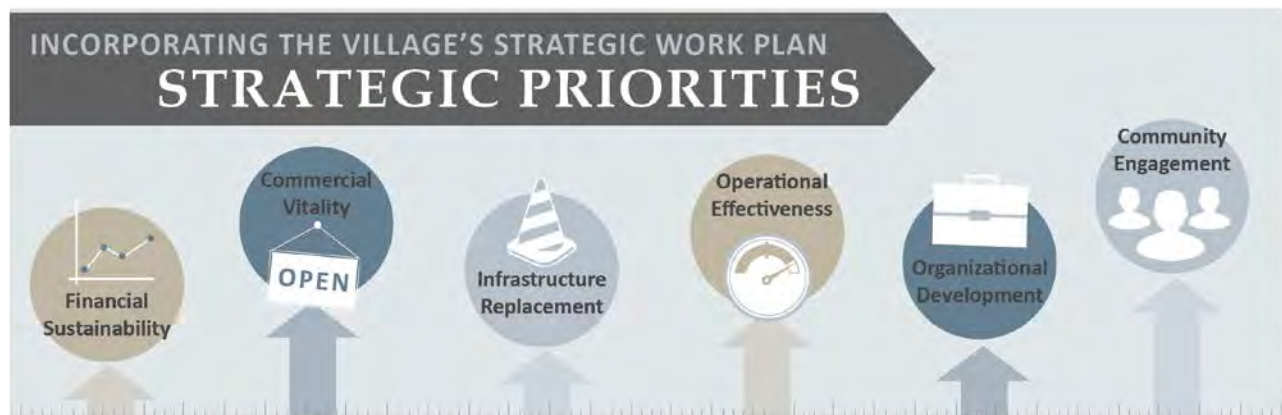 INCORPORATING THE VILLAGE'S STRATEGIC WORK PLAN
STRATEGIC PRIORITIES
Financial
Sustainability
Commercial
Vitality
OPEN
Infrastructure
Replacement
Operational
Effectiveness
Organizational
Development
Community
Engagement